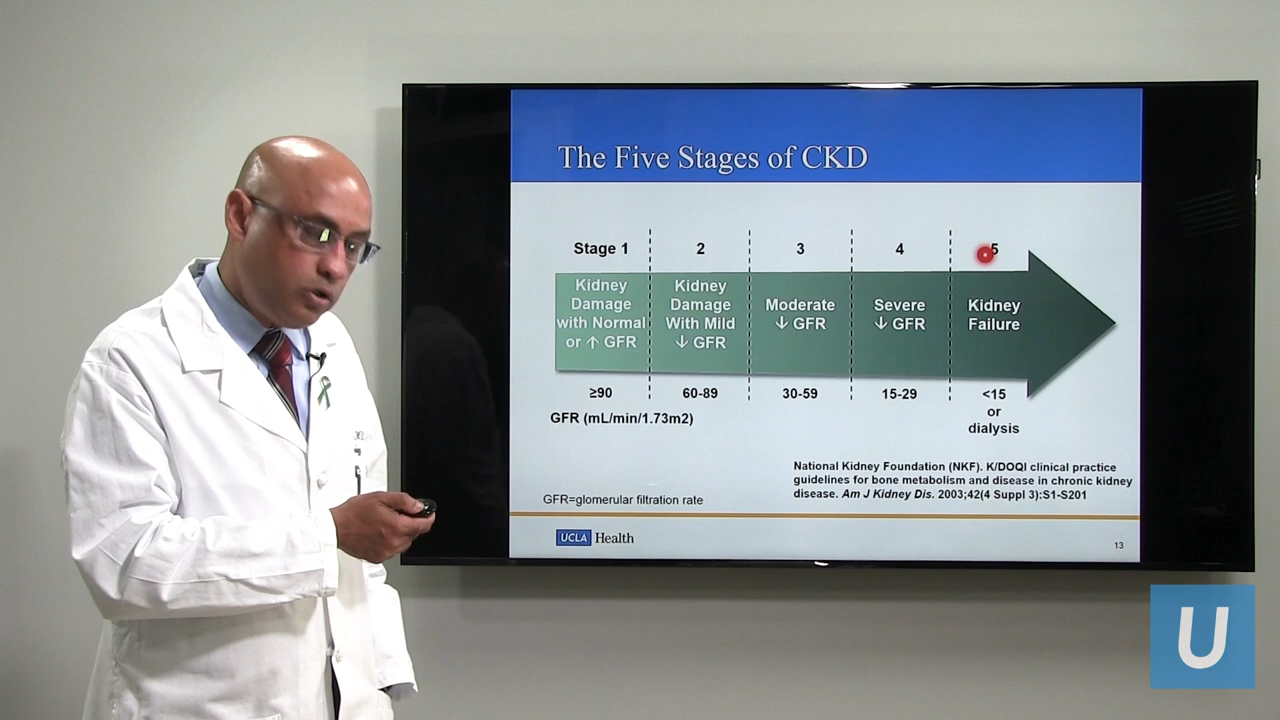 The Five Stages of CKD
Stage 1
2
3
4
5
Kidney
Damage
with Normal
or ↑ GFR
Kidney
Damage
With Mild
↓ GFR
Moderate
↓ GFR
Severe
↓ GFR
Kidney
Failure
≥90
60-89
30-59
15-29
<15
or
dialysis
GFR (mL/min/1.73m2)
National Kidney Foundation (NKF). K/DOQI clinical practice
guidelines for bone metabolism and disease in chronic kidney
disease. Am J Kidney Dis. 2003;42(4 Suppl 3):S1-S201
GFR=glomerular filtration rate
UCLA Health
13
U